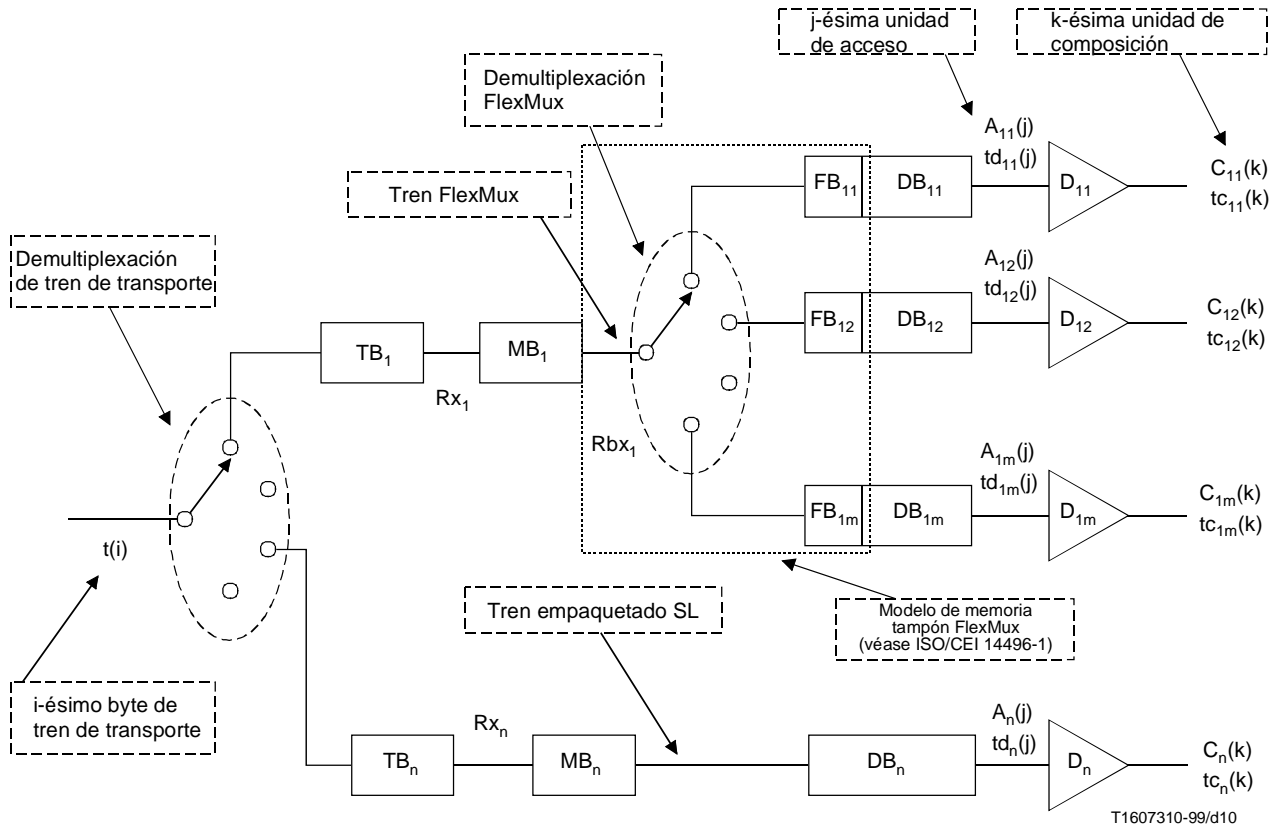 j-ésima unidad
de acceso
k-ésima unidad de
composición
Demultiplexación
FlexMux
A11(j)
td11(j)
C11(k)
tc11(k)
FB11
DB11
D11
Tren FlexMux
Demultiplexación
de tren de transporte
A12(j)
td12(j)
C12(k)
tc12(k)
FB12
DB12
D12
TB1
MB1
Rx1
Rbx1
A1m(j)
td1m(j)
C1m(k)
tc1m(k)
FB1m
DB1m
D1m
t(i)
Tren empaquetado SL
Modelo de memoria
tampón FlexMux
(véase ISO/CEI 14496-1)
i-ésimo byte de
tren de transporte
Rxn
An(j)
tdn(j)
Cn(k)
tcn(k)
TBn
MBn
DBn
Dn
T1607310-99/d10